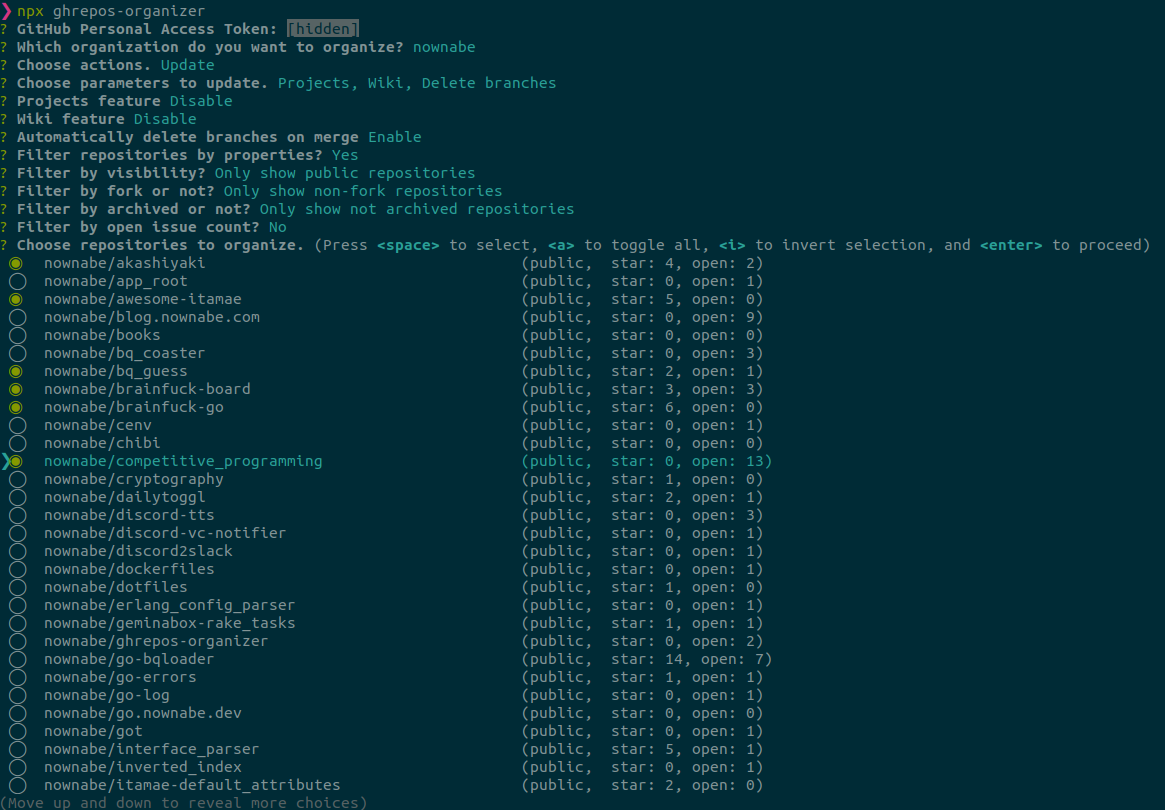 ❯ npx ghrepos-organizer
? GitHub Personal Access Token: [hidden]
? Which organization do you want to organize? nownabe
? Choose actions. Update
? Choose parameters to update. Projects, Wiki, Delete branches
? Projects feature Disable
? Wiki feature Disable
? Automatically delete branches on merge Enable
? Filter repositories by properties? Yes
? Filter by visibility? Only show public repositories
? Filter by fork or not? Only show non-fork repositories
? Filter by archived or not? Only show not archived repositories
? Filter by open issue count? No
? Choose repositories to organize. (Press <space> to select, <a> to toggle all, <i> to invert selection, and <enter> to proceed)
◉ nownabe/akashiyaki (public, star: 4, open: 2)
◯ nownabe/app_root (public, star: 0, open: 1)
◉ nownabe/awesome-itamae (public, star: 5, open: 0)
◯ nownabe/blog.nownabe.com (public, star: 0, open: 9)
◯ nownabe/books (public, star: 0, open: 0)
◯ nownabe/bq_coaster (public, star: 0, open: 3)
◉ nownabe/bq_guess (public, star: 2, open: 1)
◉ nownabe/brainfuck-board (public, star: 3, open: 3)
◉ nownabe/brainfuck-go (public, star: 6, open: 0)
◯ nownabe/cenv (public, star: 0, open: 1)
◯ nownabe/chibi (public, star: 0, open: 0)
❯◉ nownabe/competitive_programming (public, star: 0, open: 13)
◯ nownabe/cryptography (public, star: 1, open: 0)
◯ nownabe/dailytoggl (public, star: 2, open: 1)
◯ nownabe/discord-tts (public, star: 0, open: 3)
◯ nownabe/discord-vc-notifier (public, star: 0, open: 1)
◯ nownabe/discord2slack (public, star: 0, open: 1)
◯ nownabe/dockerfiles (public, star: 0, open: 1)
◯ nownabe/dotfiles (public, star: 1, open: 0)
◯ nownabe/erlang_config_parser (public, star: 0, open: 1)
◯ nownabe/geminabox-rake_tasks (public, star: 1, open: 1)
◯ nownabe/ghrepos-organizer (public, star: 0, open: 2)
◯ nownabe/go-bqloader (public, star: 14, open: 7)
◯ nownabe/go-errors (public, star: 1, open: 1)
◯ nownabe/go-log (public, star: 0, open: 1)
◯ nownabe/go.nownabe.dev (public, star: 0, open: 0)
◯ nownabe/got (public, star: 0, open: 1)
◯ nownabe/interface_parser (public, star: 5, open: 1)
◯ nownabe/inverted_index (public, star: 0, open: 1)
◯ nownabe/itamae-default_attributes (public, star: 2, open: 0)
(Move up and down to reveal more choices)